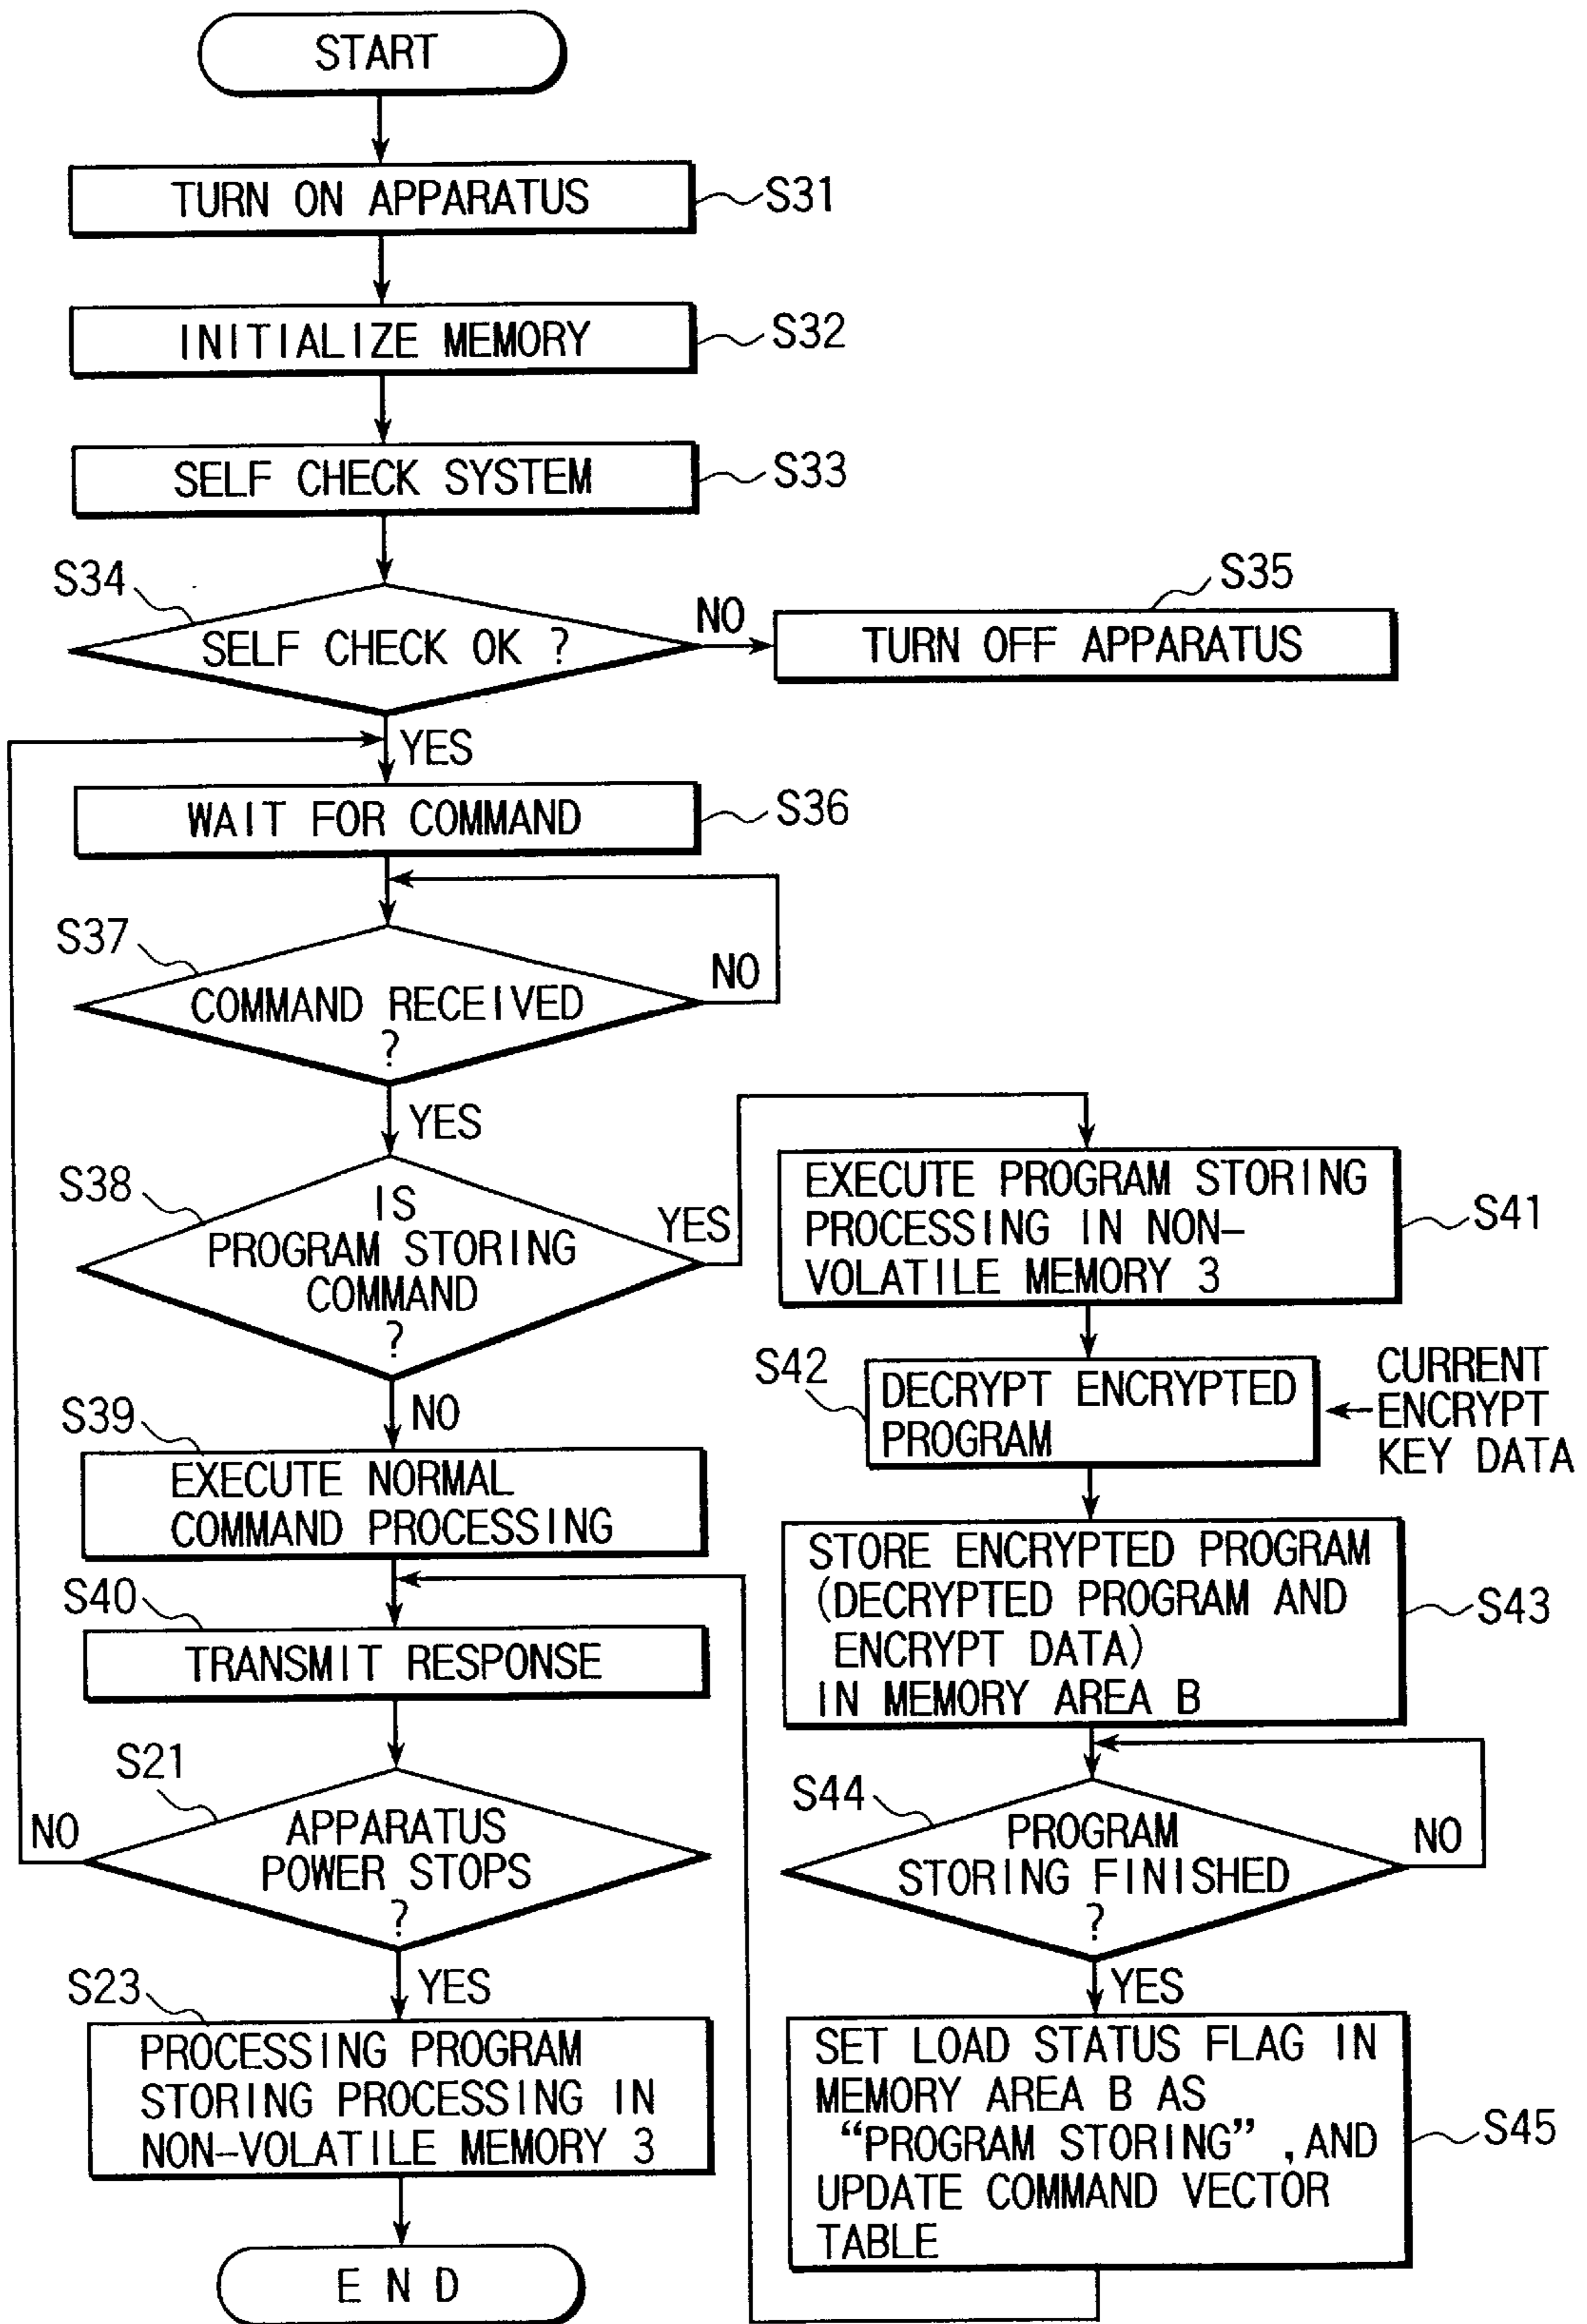 START
TURN ON APPARATUS
S31
INITIALIZE MEMORY
S32
SELF CHECK SYSTEM
S33
S34
SELF CHECK OK ?
NO
S35
TURN OFF APPARATUS
YES
WAIT FOR COMMAND
S36
S37
COMMAND RECEIVED
?
NO
YES
S38
IS
PROGRAM STORING
COMMAND
?
YES
NO
S39
EXECUTE NORMAL
COMMAND PROCESSING
S40
TRANSMIT RESPONSE
S21
APPARATUS
POWER STOPS
?
NO
YES
S23
PROCESSING PROGRAM
STORING PROCESSING IN
NON-VOLATILE MEMORY 3
END
EXECUTE PROGRAM STORING
PROCESSING IN NON-
VOLATILE MEMORY 3
S41
S42
DECRYPT ENCRYPTED
PROGRAM
CURRENT
ENCRYPT
KEY DATA
STORE ENCRYPTED PROGRAM
(DECRYPTED PROGRAM AND
ENCRYPT DATA)
IN MEMORY AREA B
S43
S44
PROGRAM
STORING FINISHED
?
NO
YES
SET LOAD STATUS FLAG IN
MEMORY AREA B AS
“PROGRAM STORING” ,AND
UPDATE COMMAND VECTOR
TABLE
S45